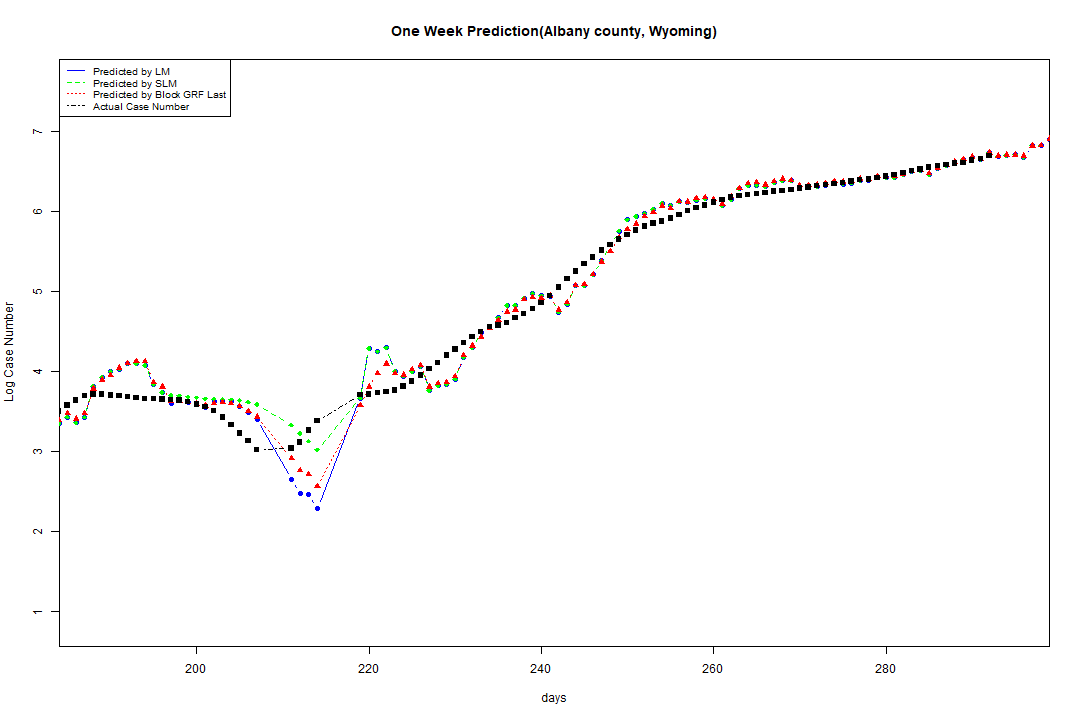 One Week Prediction(Albany county, Wyoming)
Predicted by LM
Predicted by SLM
Predicted by Block GRF Last
Actual Case Number
7
6
5
4
3
2
1
Log Case Number
200 220 240 260 280
days